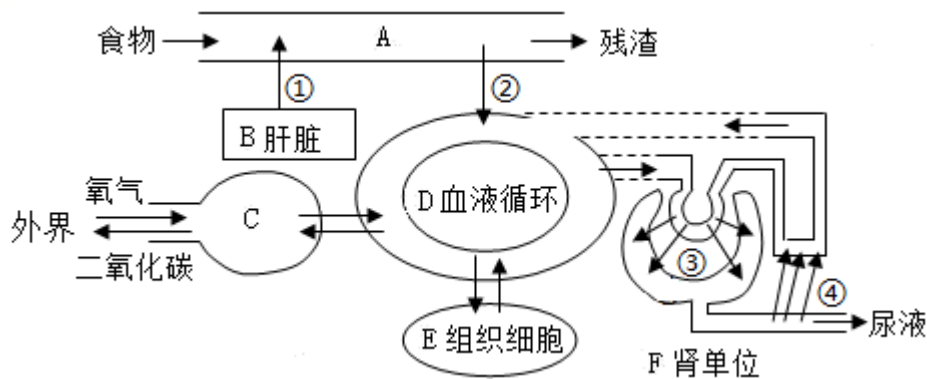 食物 A 残渣
① ②
B 肝脏
氧气
外界 C D血液循环
二氧化碳
③ ④
E 组织细胞 尿液
F 肾单位